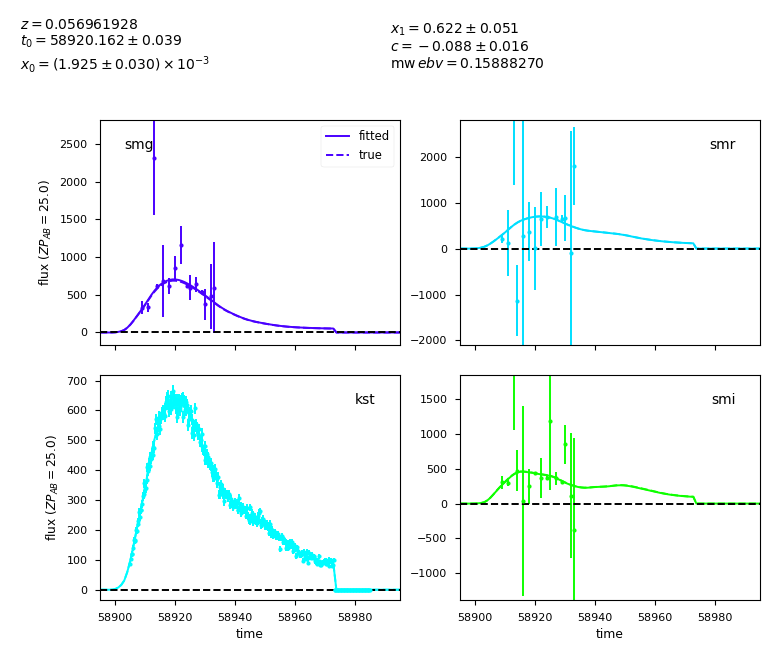 z = 0.056961928
t₀ = 58920.162 ± 0.039
x₀ = (1.925 ± 0.030) × 10⁻³
x₁ = 0.622 ± 0.051
c = −0.088 ± 0.016
mw ebv = 0.15888270
smg
fitted
true
flux (ZP_AB = 25.0)
2500
2000
1500
1000
500
0
smr
2000
1000
0
−1000
−2000
kst
flux (ZP_AB = 25.0)
700
600
500
400
300
200
100
0
58900 58920 58940 58960 58980
time
smi
1500
1000
500
0
−500
−1000
58900 58920 58940 58960 58980
time